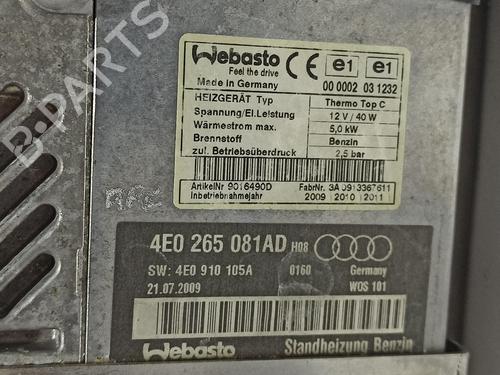 B-PARTS
Webasto
Feel the drive
Made in Germany
CE e1 e1
00 0002 03 1232
HEIZGERÄT Typ Thermo Top C
Spannung/El.Leistung 12 V / 40 W
Wärmestrom max. 5,0 kW
Brennstoff Benzin
zul. Betriebsüberdruck 2,5 bar
ArtikelNr 9016490D FabrNr. 3A0913367611
Inbetriebnahmejahr 2009 2010 2011
4E0 265 081AD H08
SW: 4E0 910 105A 0160 Germany
21.07.2009 WOS 101
Webasto Standheizung Benzin